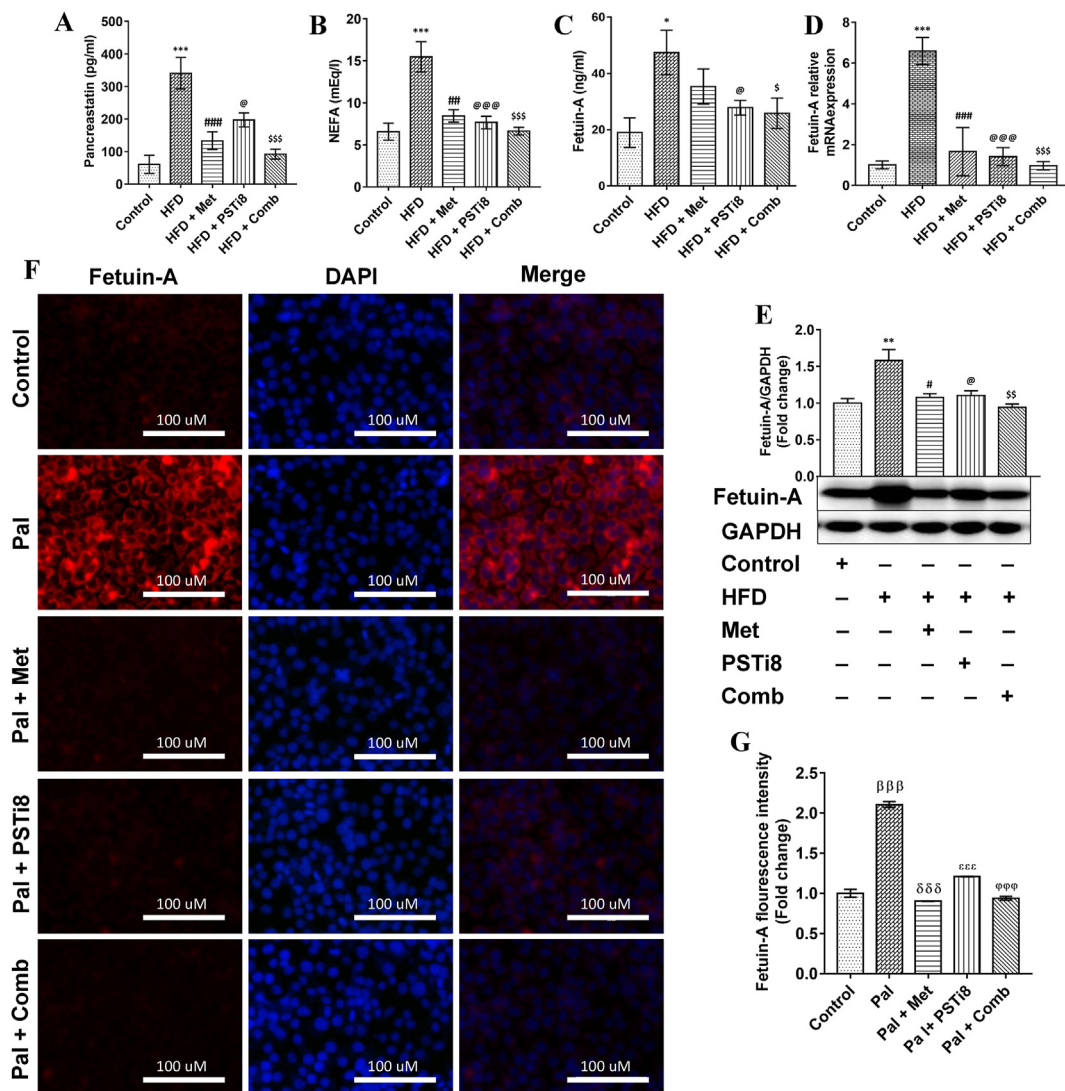 A
Pancreastatin (pg/ml)
500
400
300
200
100
0
***
###
@
$$$
Control
HFD
HFD + Met
HFD + PSTi8
HFD + Comb
B
NEFA (mEq/l)
20
15
10
5
0
***
##
@@@
$$$
Control
HFD
HFD + Met
HFD + PSTi8
HFD + Comb
C
Fetuin-A (ng/ml)
60
40
20
0
*
@
$
Control
HFD
HFD + Met
HFD + PSTi8
HFD + Comb
D
Fetuin-A relative
mRNAexpression
8
6
4
2
0
***
###
@@@
$$$
Control
HFD
HFD + Met
HFD + PSTi8
HFD + Comb
F
Fetuin-A DAPI Merge
Control
100 uM 100 uM 100 uM
Pal
100 uM 100 uM 100 uM
Pal + Met
100 uM 100 uM 100 uM
Pal + PSTi8
100 uM 100 uM 100 uM
Pal + Comb
100 uM 100 uM 100 uM
E
Fetuin-A/GAPDH
(Fold change)
2.0
1.5
1.0
0.5
0.0
**
#
@
$$
Fetuin-A
GAPDH
Control + − − − −
HFD − + + + +
Met − − + − −
PSTi8 − − − + −
Comb − − − − +
G
Fetuin-A flourescence intensity
(Fold change)
2.5
2.0
1.5
1.0
0.5
0.0
βββ
δδδ
εεε
φφφ
Control
Pal
Pal + Met
Pa l+ PSTi8
Pal + Comb